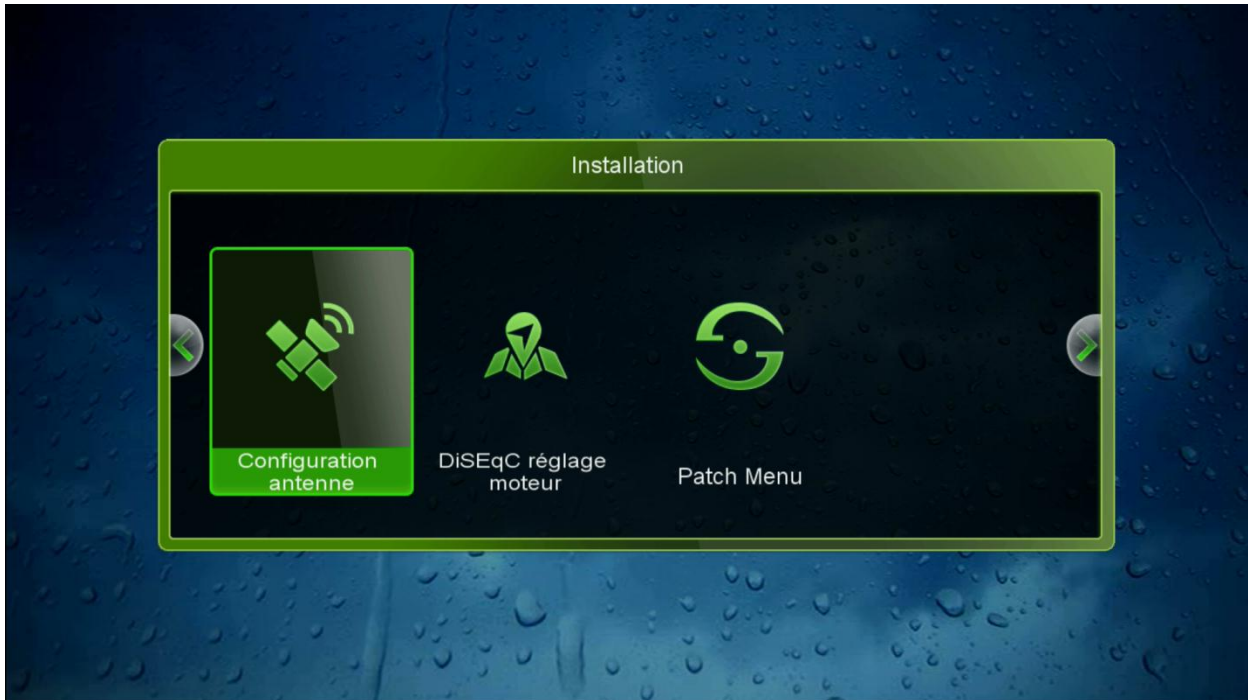 Installation
Configuration
antenne
DiSEqC réglage
moteur
Patch Menu